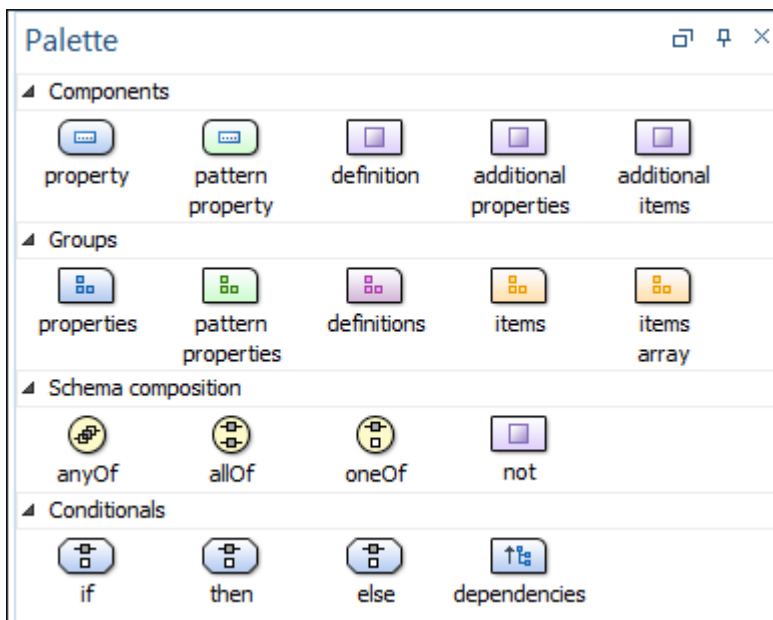 Palette
Components
property
pattern property
definition
additional properties
additional items
Groups
properties
pattern properties
definitions
items
items array
Schema composition
anyOf
allOf
oneOf
not
Conditionals
if
then
else
dependencies